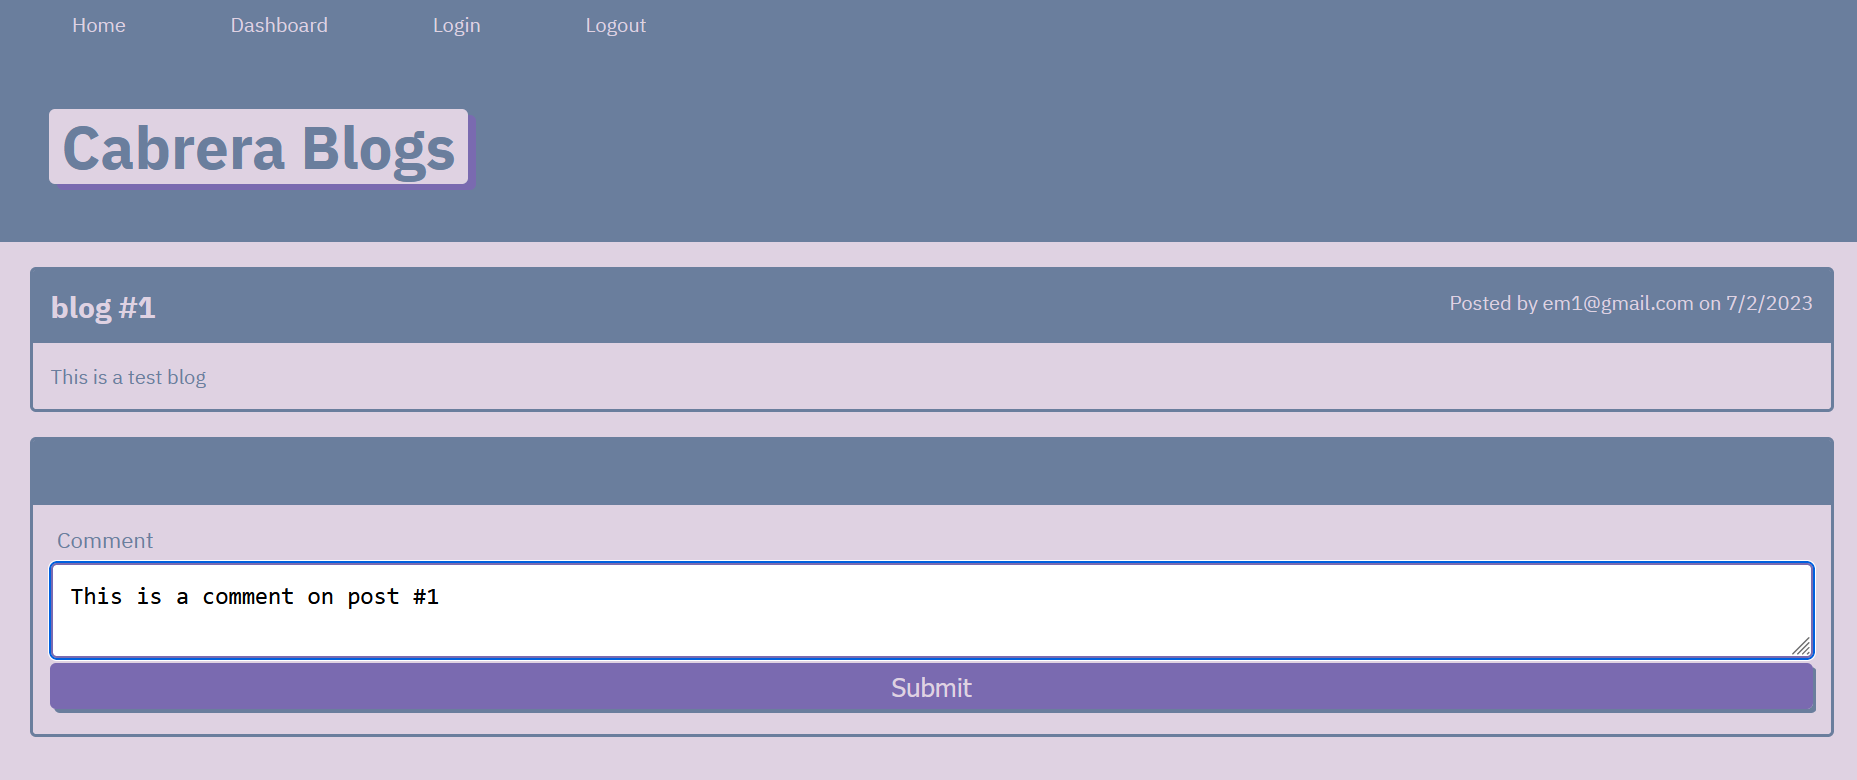 Home Dashboard Login Logout
Cabrera Blogs
blog #1 Posted by em1@gmail.com on 7/2/2023
This is a test blog
Comment
This is a comment on post #1
Submit